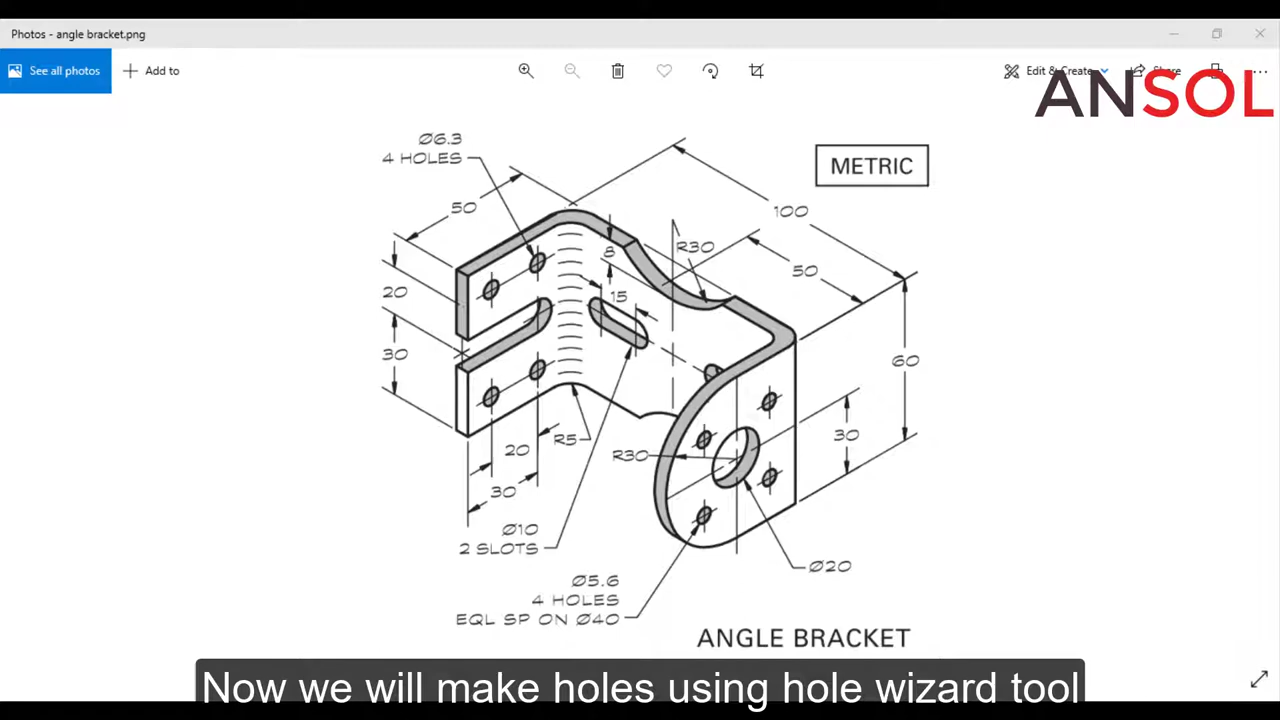 Photos - angle bracket.png
See all photos
Add to
Edit & Create
Share
ANSOL
Ø6.3
4 HOLES
METRIC
50
100
R30
8
50
20
15
30
60
30
20
R5
R30
30
Ø10
2 SLOTS
Ø20
Ø5.6
4 HOLES
EQL SP ON Ø40
ANGLE BRACKET
Now we will make holes using hole wizard tool